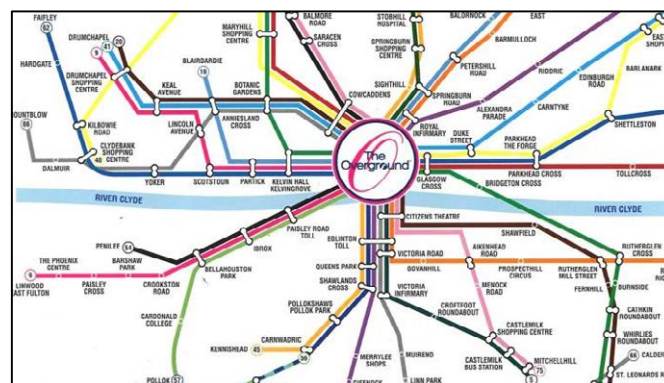 FAIFLEY
62
HARDGATE
DRUMCHAPEL
9
41
20
DRUMCHAPEL
SHOPPING
CENTRE
BLAIRDARDIE
16
KEAL
AVENUE
LINCOLN
AVENUE
ANNIESLAND
CROSS
BOTANIC
GARDENS
MARYHILL
SHOPPING
CENTRE
BALMORE
ROAD
SARACEN
CROSS
COWCADDENS
STOBHILL
HOSPITAL
SPRINGBURN
SHOPPING
CENTRE
SIGHTHILL
BALORNOCK
EAST
BARMULLOCH
PETERSHILL
ROAD
SPRINGBURN
ROAD
ROYAL
INFIRMARY
RIDDRIE
ALEXANDRA
PARADE
CARNTYNE
EDINBURGH
ROAD
BARLANARK
EAST
SHETTLESTON
DUKE
STREET
PARKHEAD
THE FORGE
PARKHEAD CROSS
TOLLCROSS
GLASGOW
CROSS
BRIDGETON CROSS
66
DALMUIR
KILBOWIE
ROAD
CLYDEBANK
SHOPPING
CENTRE
40
YOKER
SCOTSTOUN
PARTICK
KELVIN HALL
KELVINGROVE
The
Overground
RIVER CLYDE
RIVER CLYDE
CITIZENS THEATRE
SHAWFIELD
RUTHERGLEN
CROSS
PENILEE
54
THE PHOENIX
CENTRE
BARSHAW
PARK
9
LINWOOD
PAISLEY
CROSS
CROOKSTON
ROAD
BELLAHOUSTON
PARK
IBROX
PAISLEY ROAD
TOLL
CARDONALD
COLLEGE
POLLOK
57
EGLINTON
TOLL
QUEENS PARK
SHAWLANDS
CROSS
POLLOKSHAWS
POLLOK PARK
CARNWADRIC
KENNISHEAD
45
56
VICTORIA ROAD
GOVANHILL
VICTORIA
INFIRMARY
AIKENHEAD
ROAD
MENOCK
ROAD
PROSPECTHILL
CIRCUS
RUTHERGLEN
MILL STREET
FERNHILL
BURNSIDE
CATHKIN
ROUNDABOUT
WHIRLIES
ROUNDABOUT
CROFTFOOT
ROUNDABOUT
CASTLEMILK
SHOPPING CENTRE
CASTLEMILK
BUS STATION
MITCHELLHILL
75
5
MERRYLEE
SHOPS
MUIREND
LINN PARK
66
ST. LEONARDS